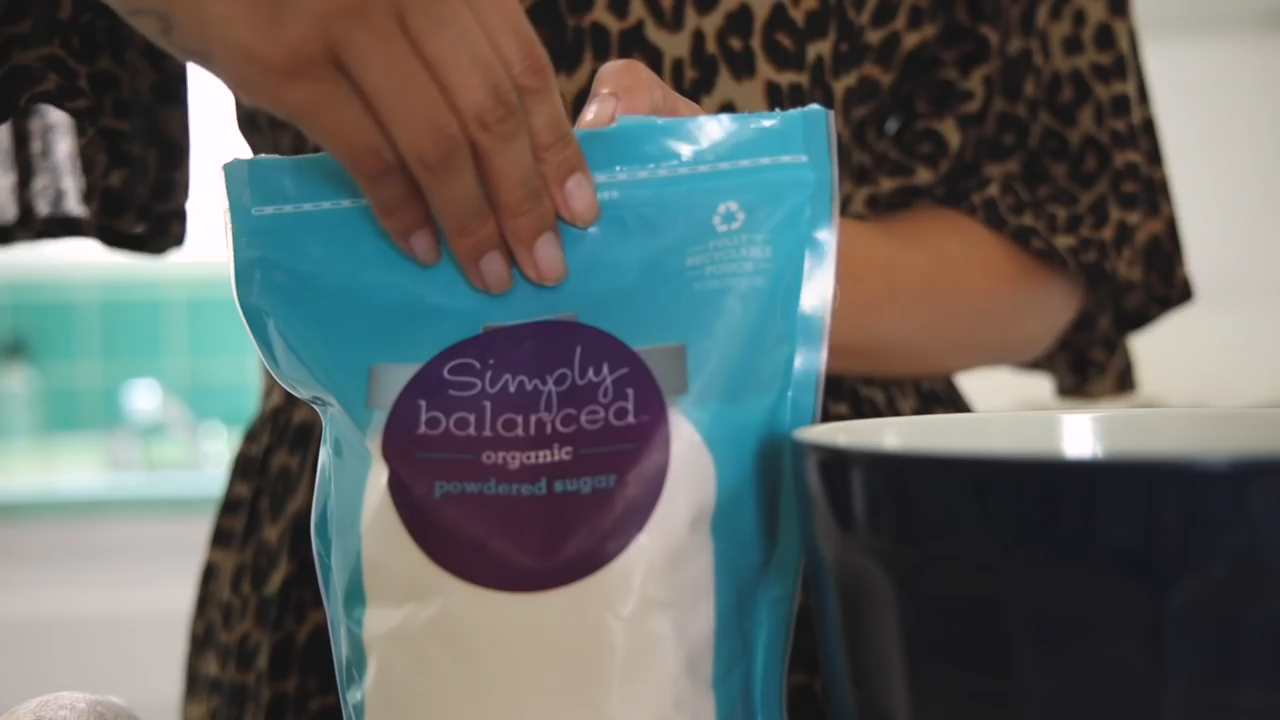 FULLY
RECYCLABLE
POUCH
Simply
balanced
organic
powdered sugar